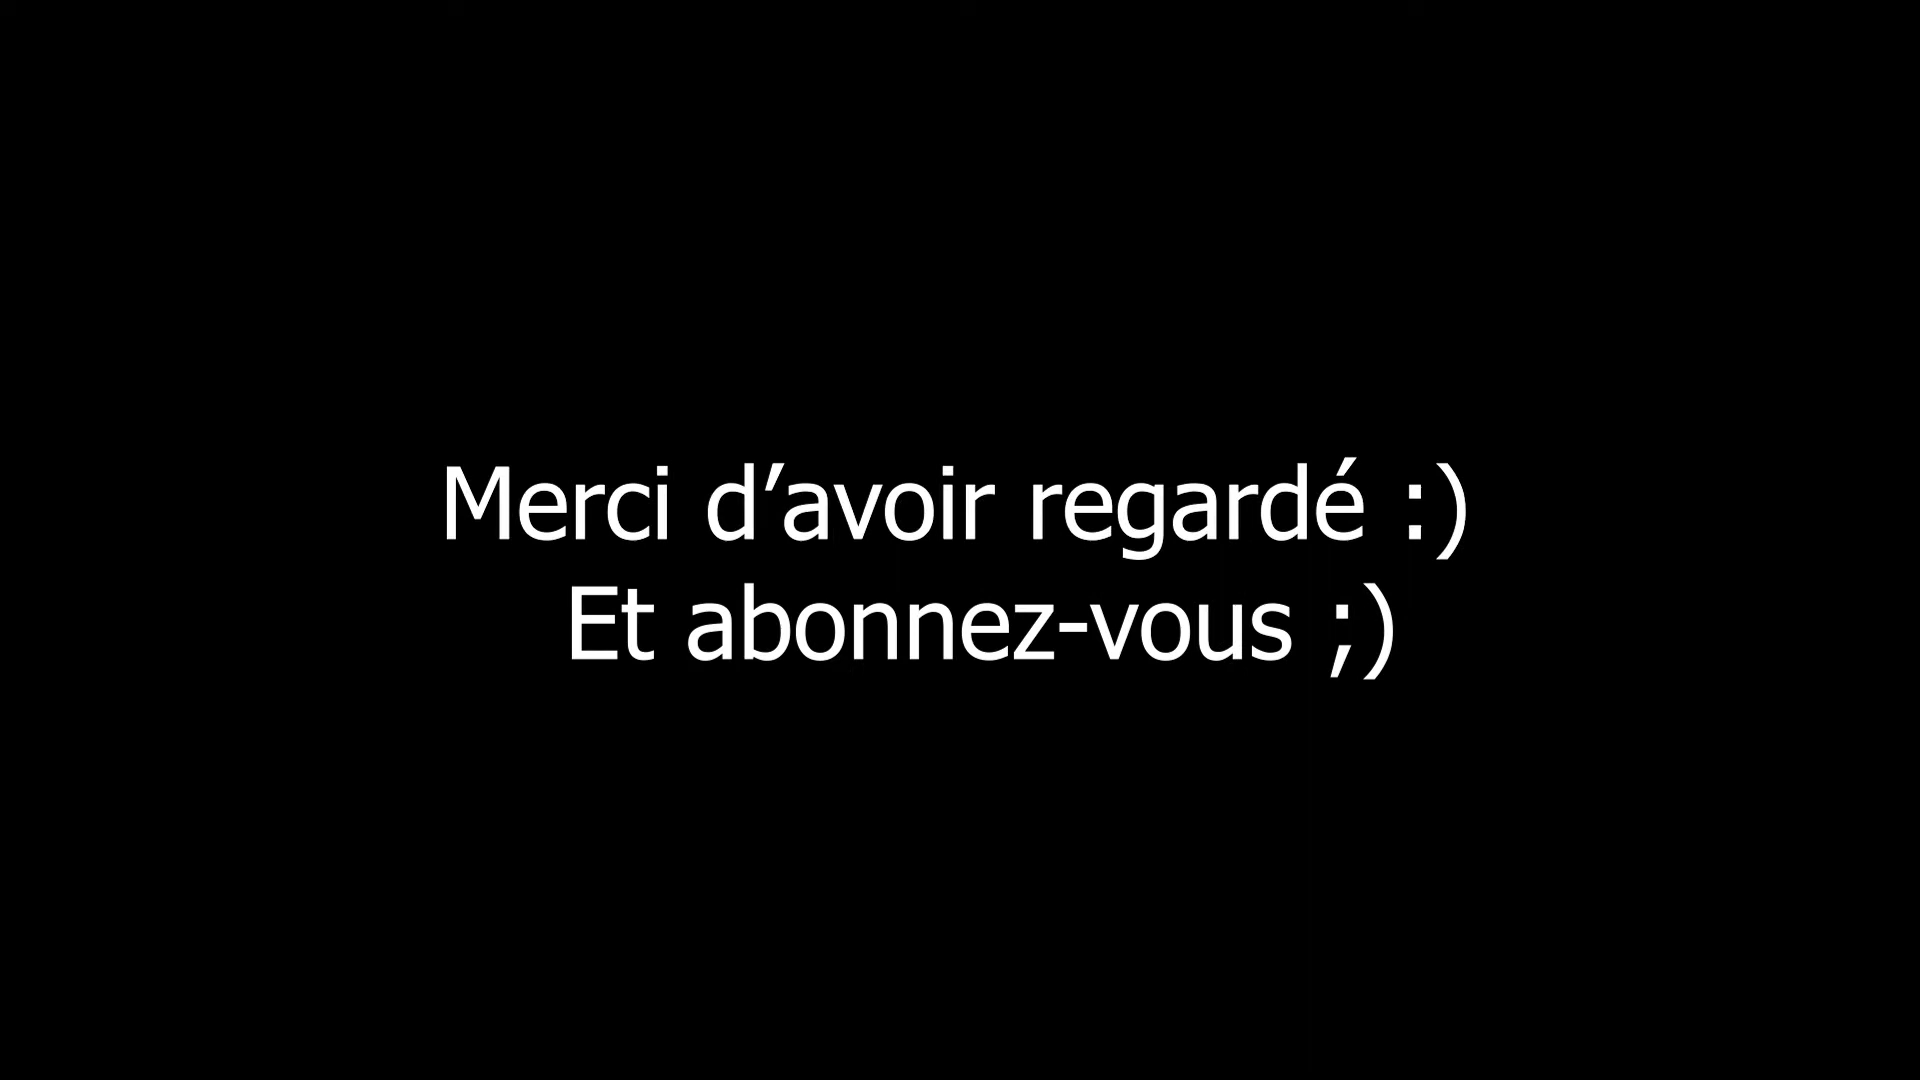 Merci d’avoir regardé :)
Et abonnez-vous ;)